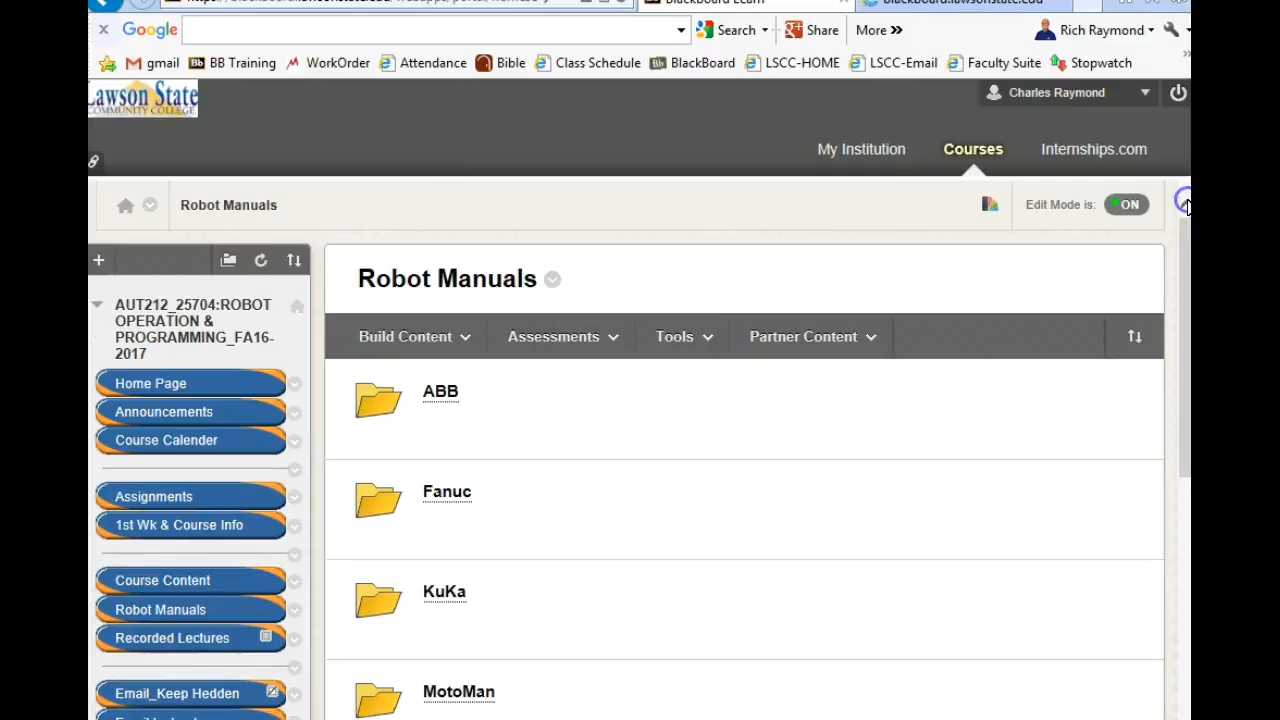 Google
Search
Share
More »
Rich Raymond
gmail
BB Training
WorkOrder
Attendance
Bible
Class Schedule
BlackBoard
LSCC-HOME
LSCC-Email
Faculty Suite
Stopwatch
Lawson State
COMMUNITY COLLEGE
Charles Raymond
My Institution
Courses
Internships.com
Robot Manuals
Edit Mode is:
ON
AUT212_25704:ROBOT
OPERATION &
PROGRAMMING_FA16-
2017
Home Page
Announcements
Course Calender
Assignments
1st Wk & Course Info
Course Content
Robot Manuals
Recorded Lectures
Email_Keep Hedden
Robot Manuals
Build Content
Assessments
Tools
Partner Content
ABB
Fanuc
KuKa
MotoMan